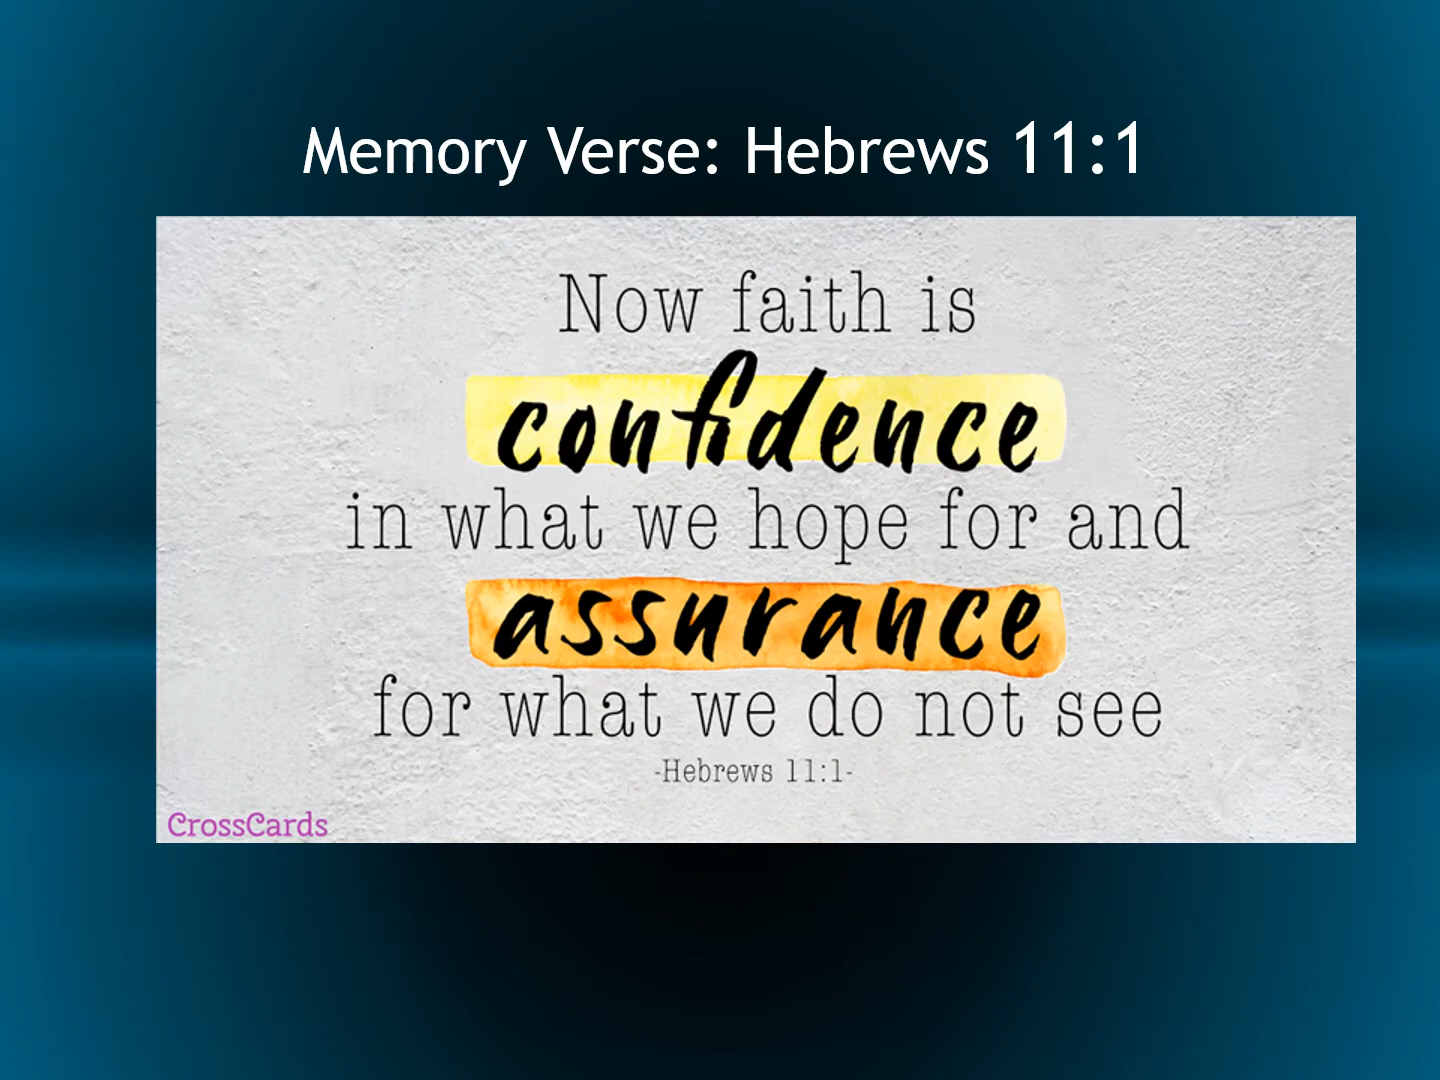 Memory Verse: Hebrews 11:1
Now faith is
confidence
in what we hope for and
assurance
for what we do not see
-Hebrews 11:1-
CrossCards